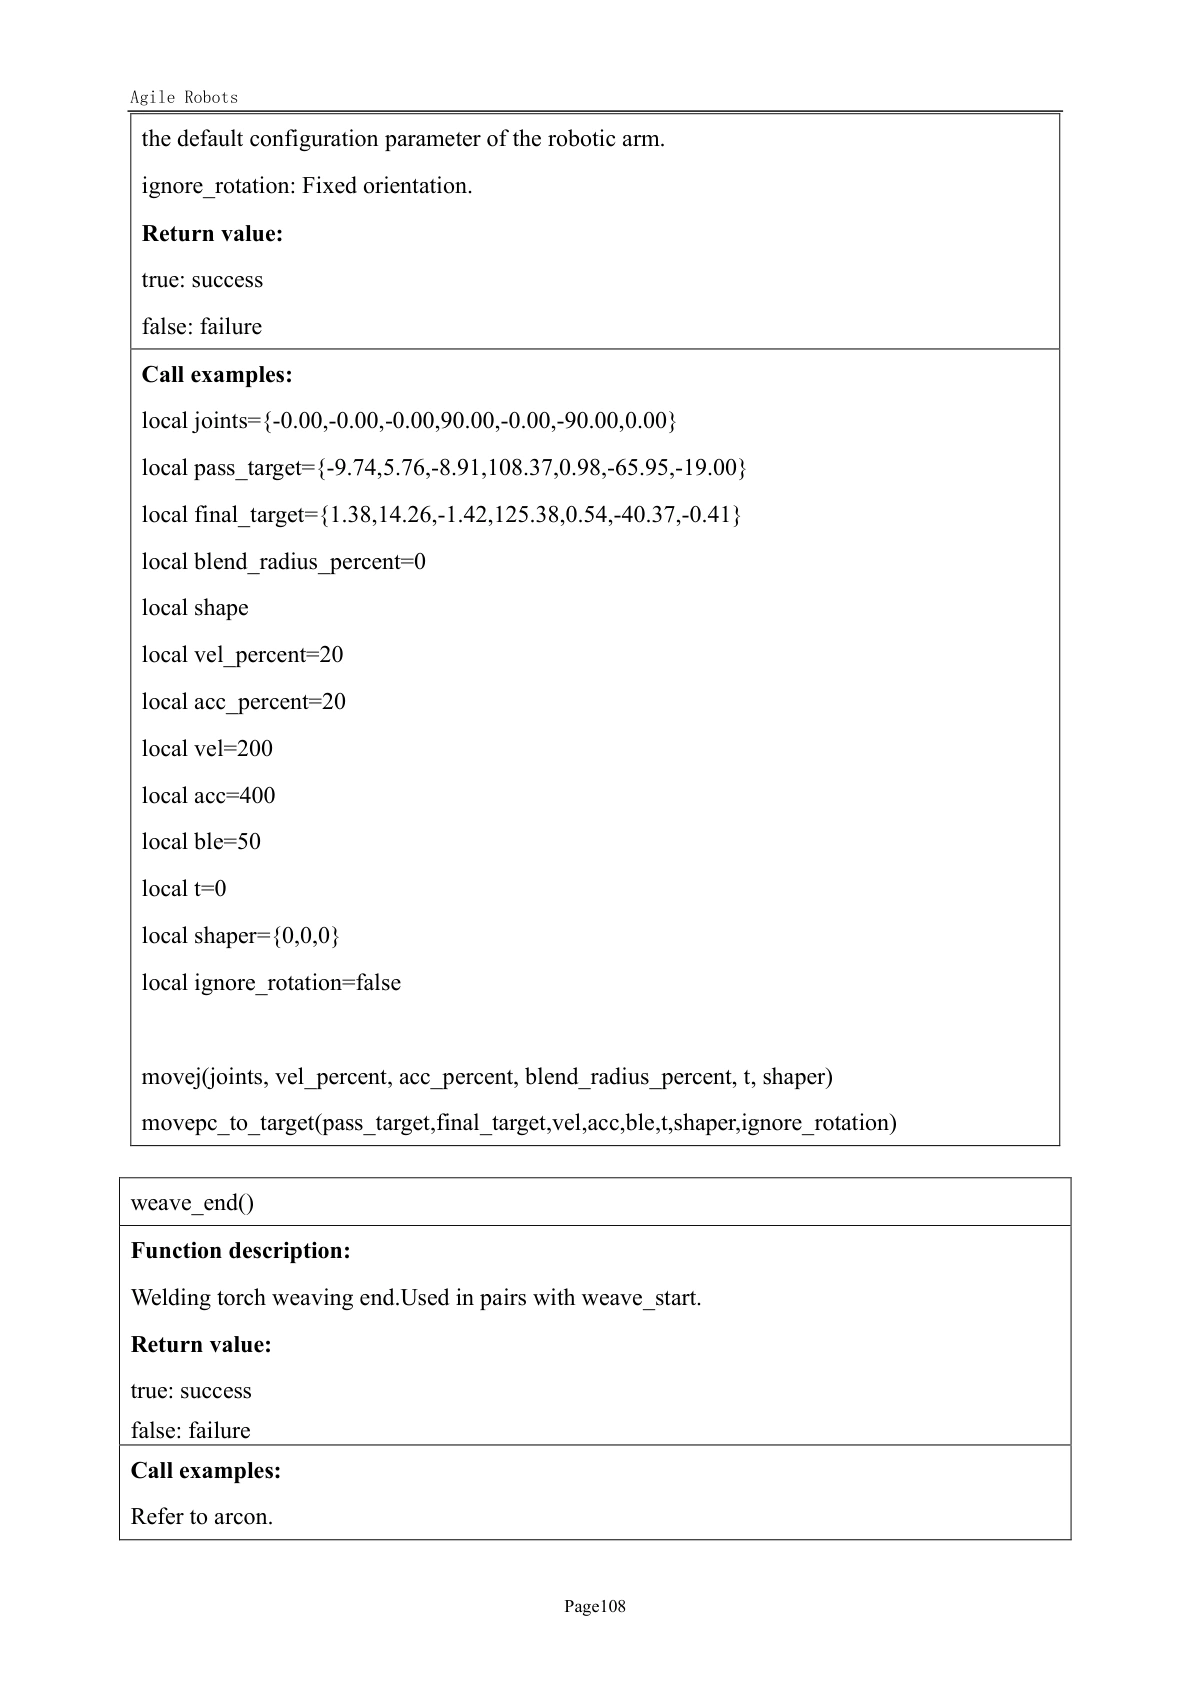 Agile Robots
the default configuration parameter of the robotic arm.
ignore_rotation: Fixed orientation.
Return value:
true: success
false: failure
Call examples:
local joints={-0.00,-0.00,-0.00,90.00,-0.00,-90.00,0.00}
local pass_target={-9.74,5.76,-8.91,108.37,0.98,-65.95,-19.00}
local final_target={1.38,14.26,-1.42,125.38,0.54,-40.37,-0.41}
local blend_radius_percent=0
local shape
local vel_percent=20
local acc_percent=20
local vel=200
local acc=400
local ble=50
local t=0
local shaper={0,0,0}
local ignore_rotation=false
movej(joints, vel_percent, acc_percent, blend_radius_percent, t, shaper)
movepc_to_target(pass_target,final_target,vel,acc,ble,t,shaper,ignore_rotation)
weave_end()
Function description:
Welding torch weaving end.Used in pairs with weave_start.
Return value:
true: success
false: failure
Call examples:
Refer to arcon.
Page108